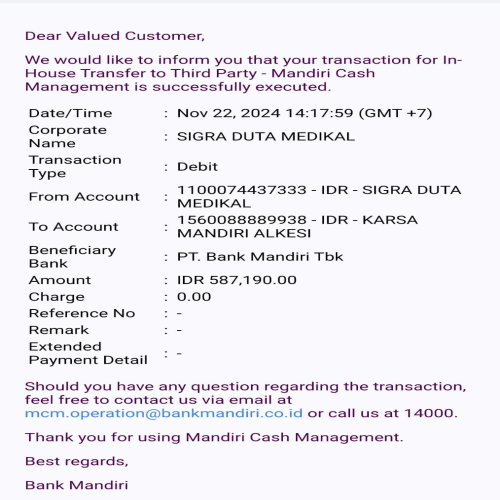 Dear Valued Customer,
We would like to inform you that your transaction for In-
House Transfer to Third Party - Mandiri Cash
Management is successfully executed.
Date/Time : Nov 22, 2024 14:17:59 (GMT +7)
Corporate
Name : SIGRA DUTA MEDIKAL
Transaction
Type : Debit
From Account : 1100074437333 - IDR - SIGRA DUTA
MEDIKAL
To Account : 1560088889938 - IDR - KARSA
MANDIRI ALKESI
Beneficiary
Bank : PT. Bank Mandiri Tbk
Amount : IDR 587,190.00
Charge : 0.00
Reference No : -
Remark : -
Extended
Payment Detail : -
Should you have any question regarding the transaction,
feel free to contact us via email at
mcm.operation@bankmandiri.co.id or call us at 14000.
Thank you for using Mandiri Cash Management.
Best regards,
Bank Mandiri